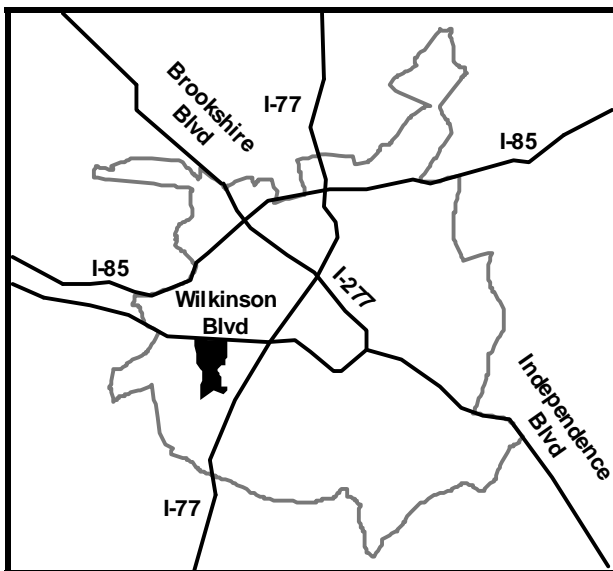 Brookshire
Blvd
I-77
I-85
I-85
Wilkinson
Blvd
I-277
Independence
Blvd
I-77